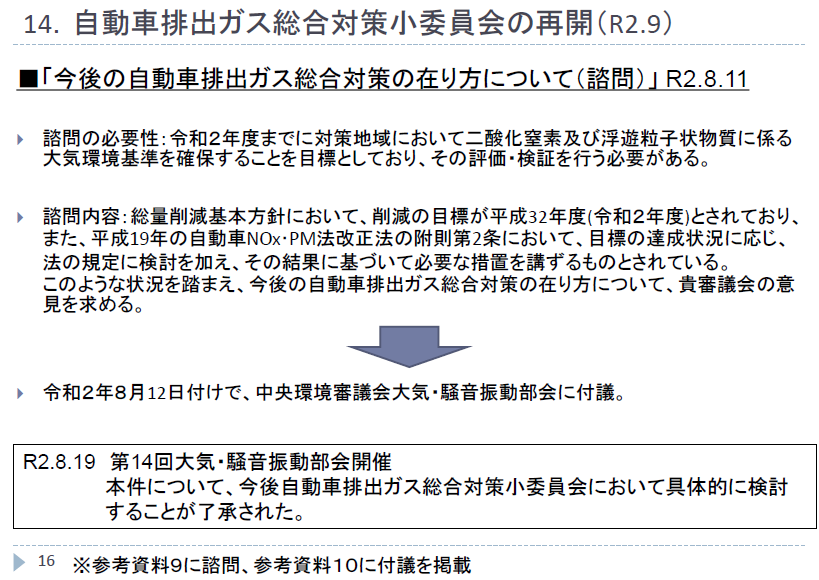 14. 自動車排出ガス総合対策小委員会の再開（R2.9）
■「今後の自動車排出ガス総合対策の在り方について（諮問）」 R2.8.11
諮問の必要性：令和２年度までに対策地域において二酸化窒素及び浮遊粒子状物質に係る
大気環境基準を確保することを目標としており、その評価・検証を行う必要がある。
諮問内容：総量削減基本方針において、削減の目標が平成32年度(令和２年度)とされており、
また、平成19年の自動車NOx・PM法改正法の附則第2条において、目標の達成状況に応じ、
法の規定に検討を加え、その結果に基づいて必要な措置を講ずるものとされている。
このような状況を踏まえ、今後の自動車排出ガス総合対策の在り方について、貴審議会の意
見を求める。
令和２年８月12日付けで、中央環境審議会大気・騒音振動部会に付議。
R2.8.19 第14回大気・騒音振動部会開催
本件について、今後自動車排出ガス総合対策小委員会において具体的に検討
することが了承された。
16 ※参考資料９に諮問、参考資料１０に付議を掲載